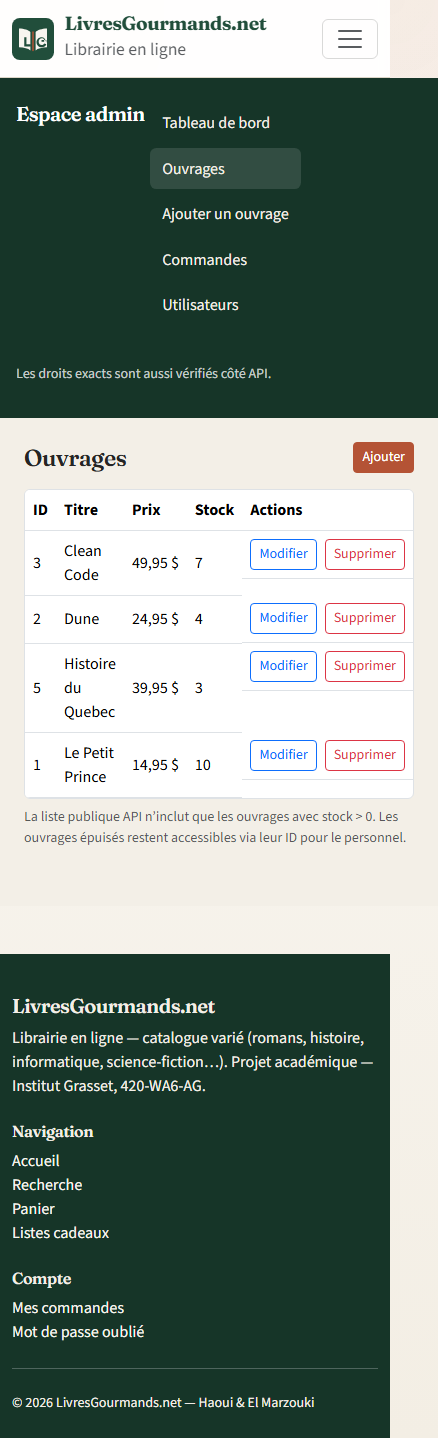 LivresGourmands.net
Librairie en ligne
LC
Espace admin
Tableau de bord
Ouvrages
Ajouter un ouvrage
Commandes
Utilisateurs
Les droits exacts sont aussi vérifiés côté API.
Ouvrages
Ajouter
ID Titre Prix Stock Actions
3 Clean Code 49,95 $ 7 Modifier Supprimer
2 Dune 24,95 $ 4 Modifier Supprimer
5 Histoire du Quebec 39,95 $ 3 Modifier Supprimer
1 Le Petit Prince 14,95 $ 10 Modifier Supprimer
La liste publique API n’inclut que les ouvrages avec stock > 0. Les
ouvrages épuisés restent accessibles via leur ID pour le personnel.
LivresGourmands.net
Librairie en ligne — catalogue varié (romans, histoire,
informatique, science-fiction…). Projet académique —
Institut Grasset, 420-WA6-AG.
Navigation
Accueil
Recherche
Panier
Listes cadeaux
Compte
Mes commandes
Mot de passe oublié
© 2026 LivresGourmands.net — Haoui & El Marzouki